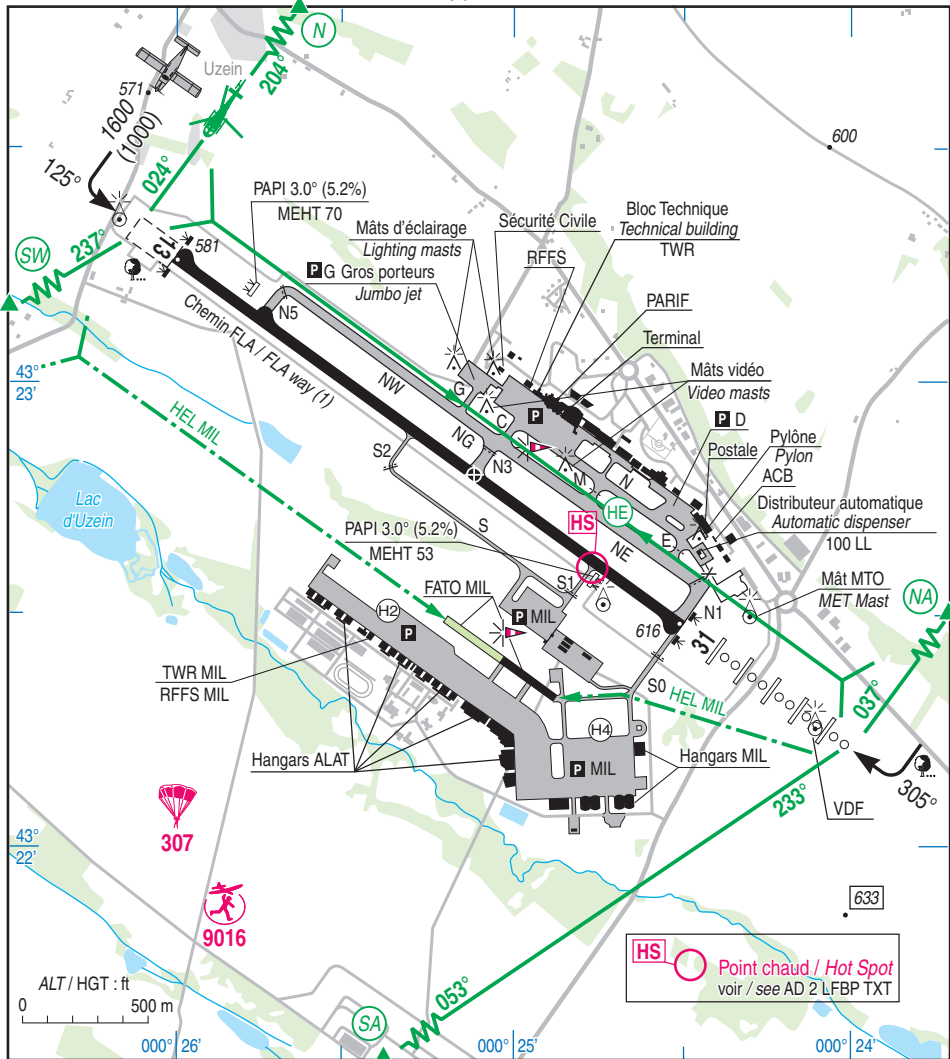 N
Uzein
204°
571
1600
(1000)
600
125°
024°
PAPI 3.0° (5.2%)
MEHT 70
Mâts d'éclairage
Lighting masts
Sécurité Civile
Bloc Technique
Technical building
TWR
RFFS
SW
237°
13
581
P G Gros porteurs
Jumbo jet
PARIF
Terminal
N5
Chemin FLA / FLA way (1)
Mâts vidéo
Video masts
43°
23'
NW
G
C
P
P D
Postale
HEL MIL
NG
N3
M
N
Pylône
Pylon
ACB
S2
Lac
d'Uzein
S
HS
HE
E
Distributeur automatique
Automatic dispenser
100 LL
PAPI 3.0° (5.2%)
MEHT 53
NE
S1
FATO MIL
Mât MTO
MET Mast
NA
H2
P
P MIL
616
N1
31
TWR MIL
RFFS MIL
S0
HEL MIL
037°
H4
Hangars ALAT
P MIL
Hangars MIL
305°
VDF
233°
307
43°
22'
9016
633
HS
Point chaud / Hot Spot
voir / see AD 2 LFBP TXT
ALT / HGT : ft
0 500 m
053°
SA
000° 26'
000° 25'
000° 24'